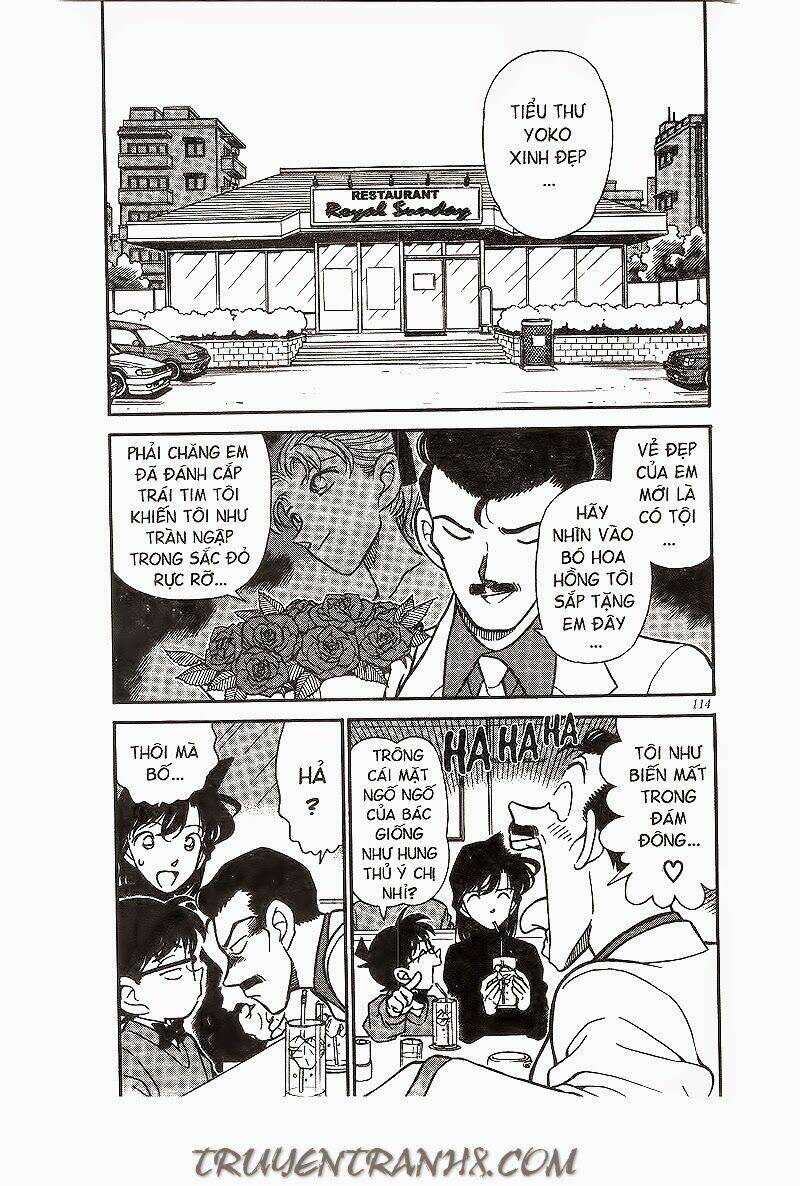 TIỂU THƯ
YOKO
XINH ĐẸP
...
RESTAURANT
Royal Sunday
VẺ ĐẸP
CỦA EM
MỚI LÀ
CÓ TỘI
...
HÃY
NHÌN VÀO
BÓ HOA
HỒNG TÔI
SẮP TẶNG
EM ĐÂY
...
PHẢI CHĂNG EM
ĐÃ ĐÁNH CẮP
TRÁI TIM TÔI
KHIẾN TÔI NHƯ
TRÀN NGẬP
TRONG SẮC ĐỎ
RỰC RỠ...
114
TÔI NHƯ
BIẾN MẤT
TRONG
ĐÁM
ĐÔNG...
HA HA HA
TRÔNG
CÁI MẶT
NGỐ NGỐ
CỦA BÁC
GIỐNG
NHƯ HUNG
THỦ Ý CHỊ
NHỈ?
HẢ
?
THÔI MÀ
BỐ...
TRUYENTRANH8.COM